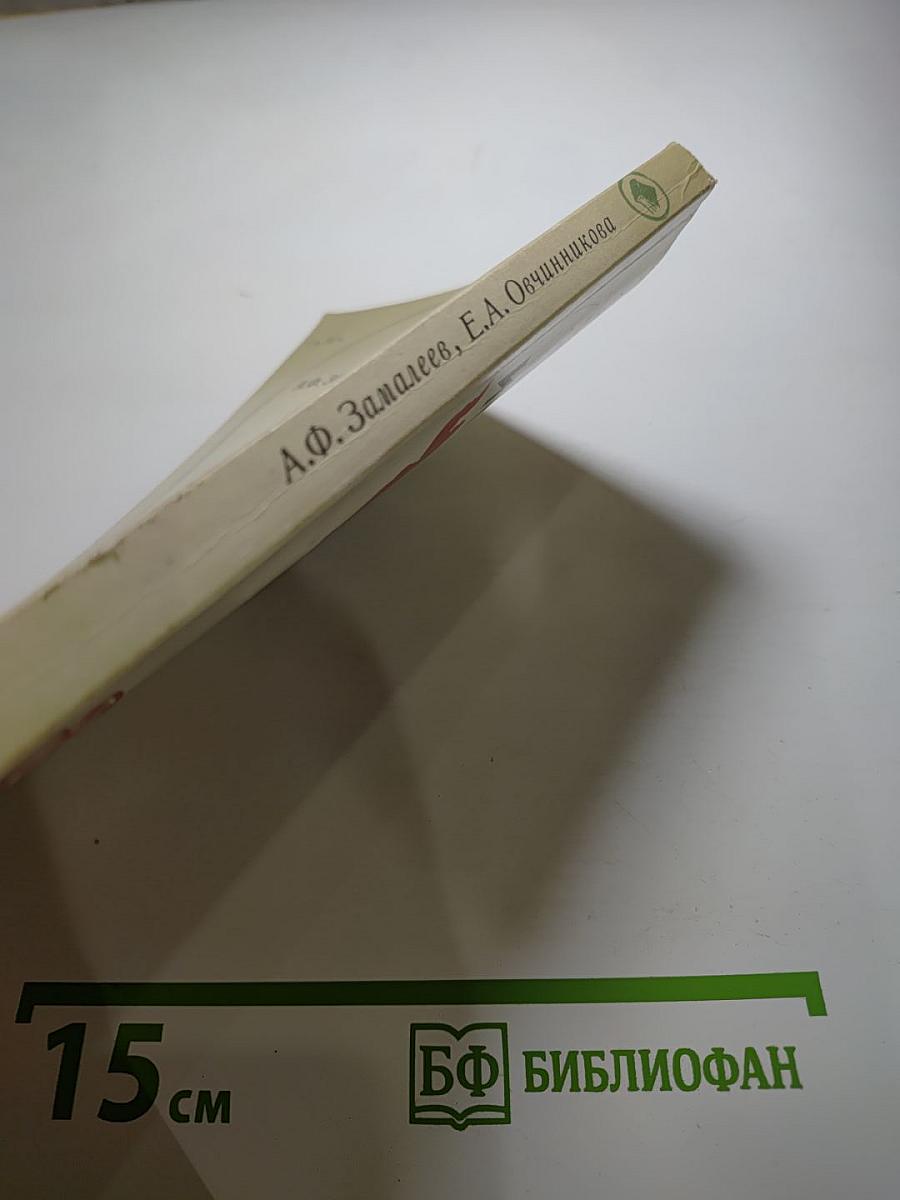 А.Ф. Замалеев, Е.А. Овчинникова
15 см
БФ БИБЛИОФАН